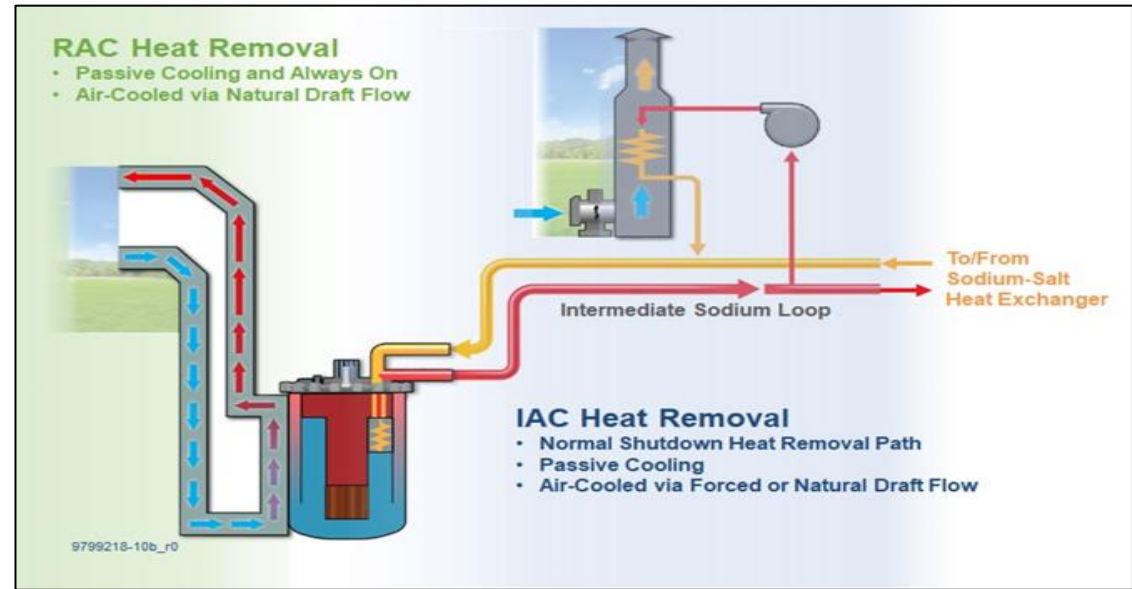 RAC Heat Removal
• Passive Cooling and Always On
• Air-Cooled via Natural Draft Flow
To/From
Sodium-Salt
Heat Exchanger
Intermediate Sodium Loop
IAC Heat Removal
• Normal Shutdown Heat Removal Path
• Passive Cooling
• Air-Cooled via Forced or Natural Draft Flow
9799218-10b_r0